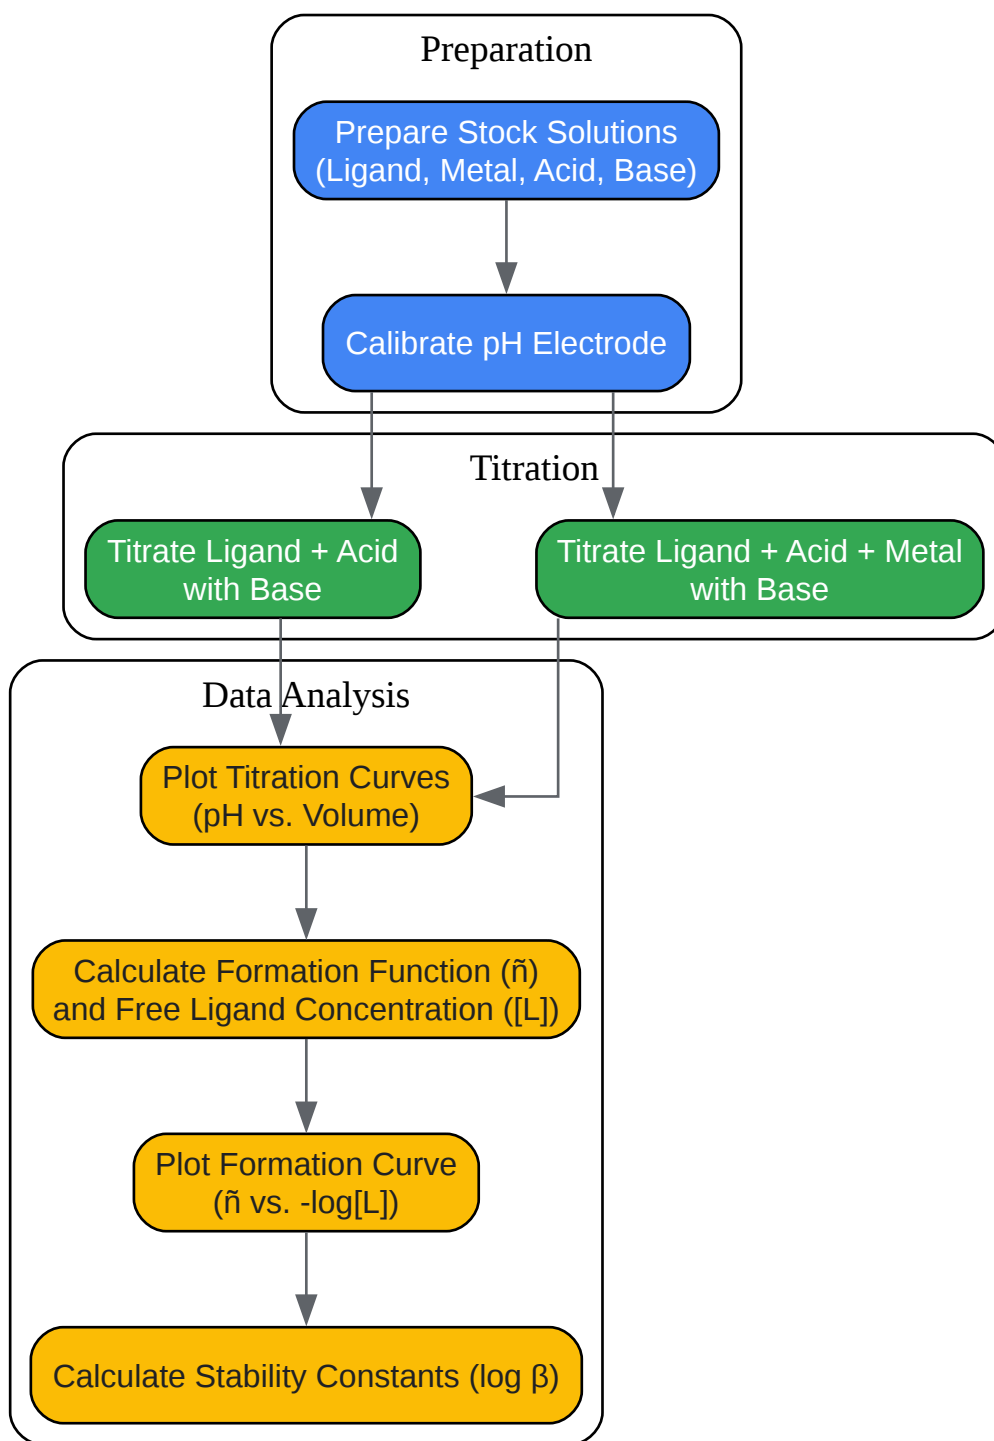 Preparation
Prepare Stock Solutions
(Ligand, Metal, Acid, Base)
Calibrate pH Electrode
Titration
Titrate Ligand + Acid
with Base
Titrate Ligand + Acid + Metal
with Base
Data Analysis
Plot Titration Curves
(pH vs. Volume)
Calculate Formation Function (ñ)
and Free Ligand Concentration ([L])
Plot Formation Curve
(ñ vs. -log[L])
Calculate Stability Constants (log β)